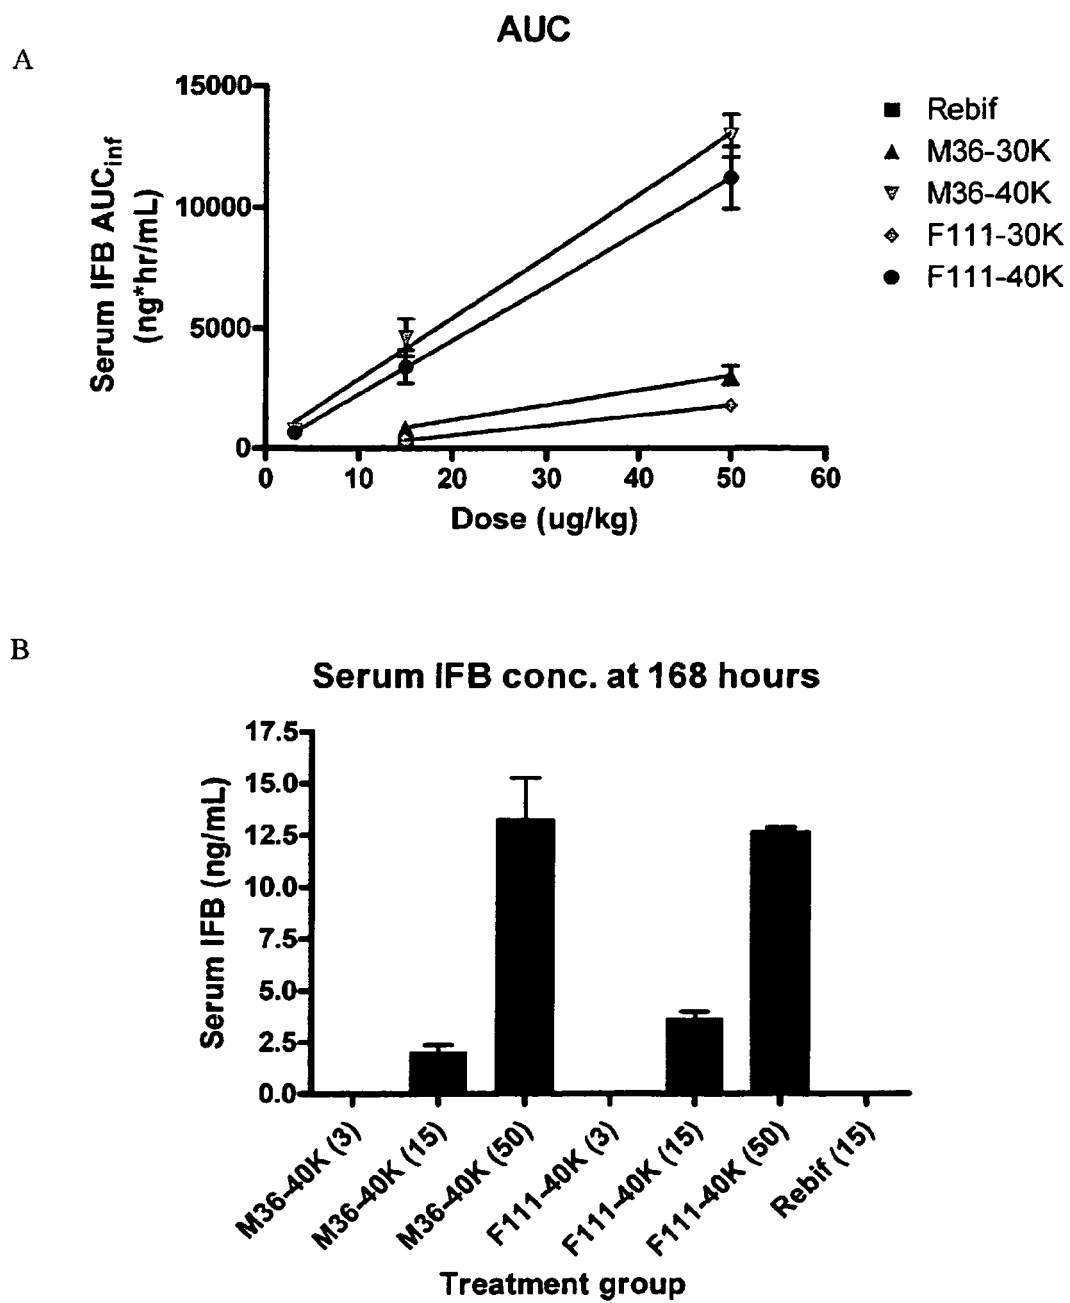 AUC
A
15000
10000
5000
0
Serum IFB AUCinf
(ng*hr/mL)
0 10 20 30 40 50 60
Dose (ug/kg)
Rebif
M36-30K
M36-40K
F111-30K
F111-40K
B
Serum IFB conc. at 168 hours
17.5
15.0
12.5
10.0
7.5
5.0
2.5
0.0
Serum IFB (ng/mL)
M36-40K (3)
M36-40K (15)
M36-40K (50)
F111-40K (3)
F111-40K (15)
F111-40K (50)
Rebif (15)
Treatment group